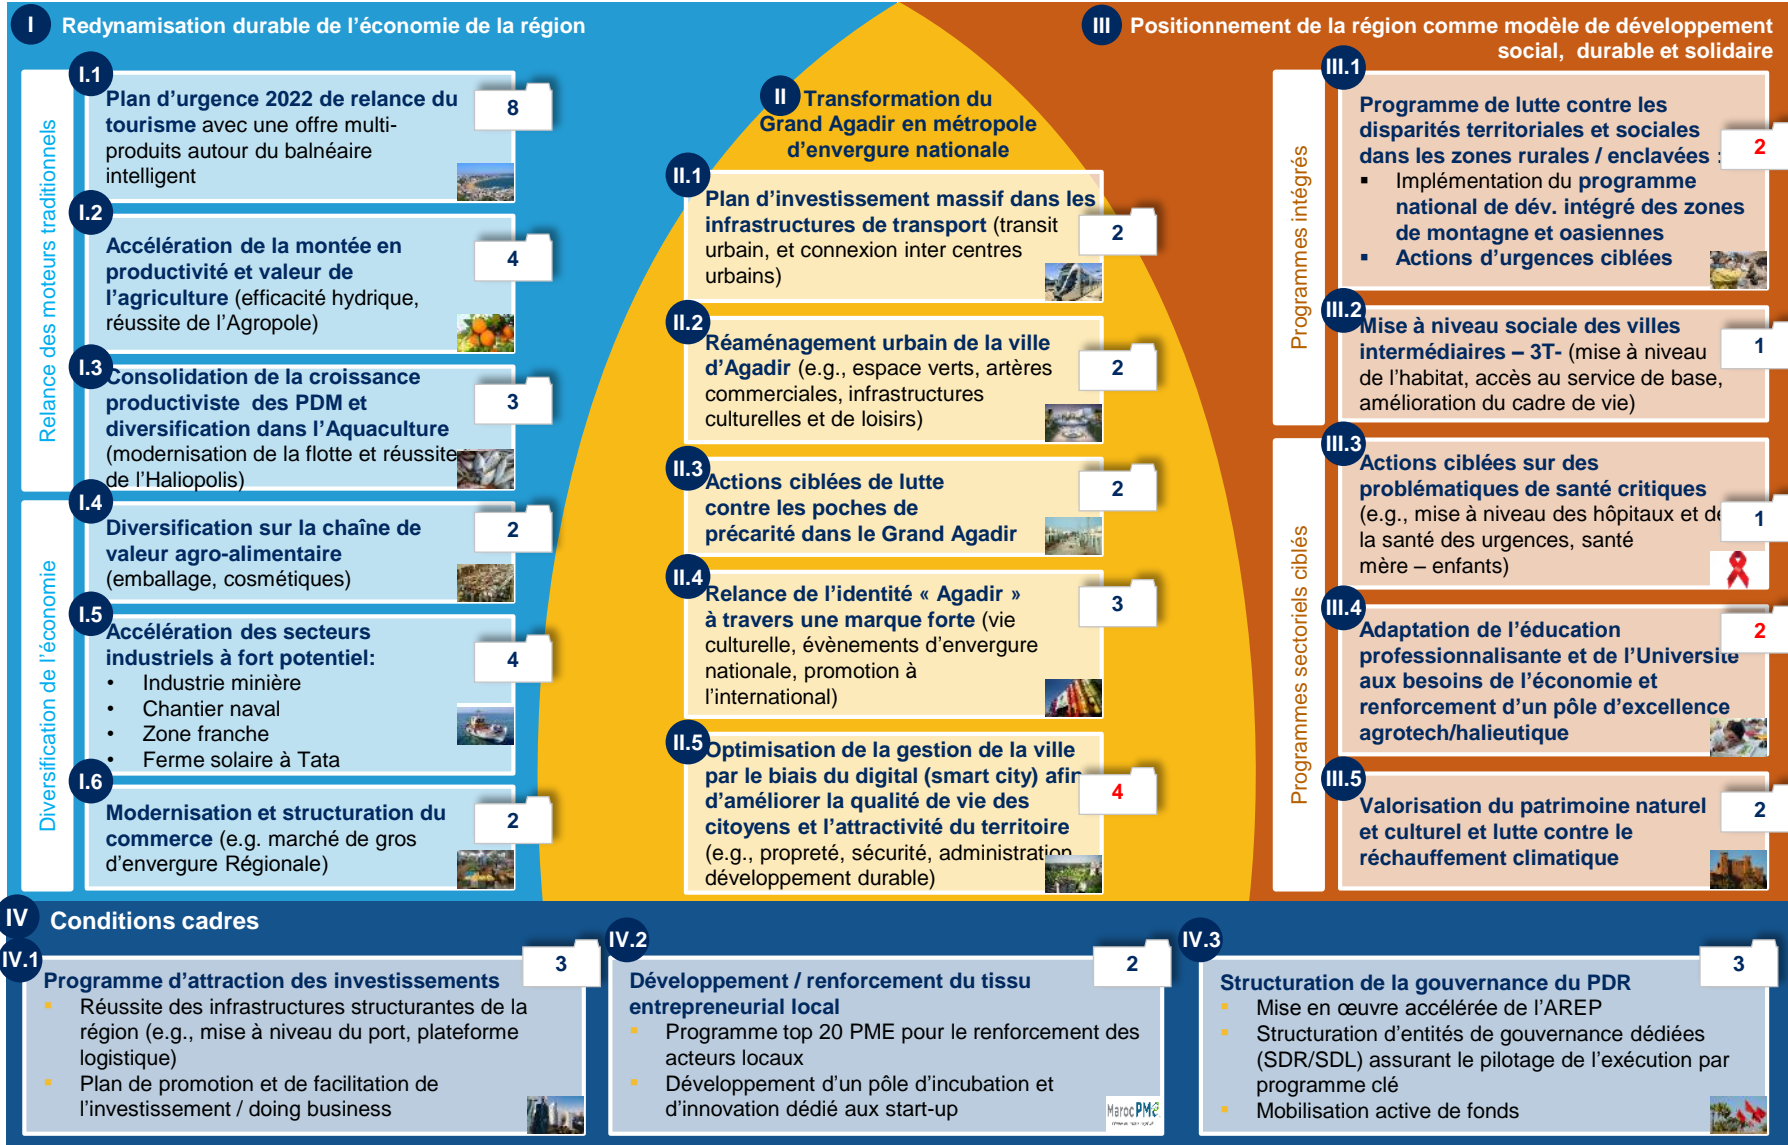 I Redynamisation durable de l'économie de la région
Relance des moteurs traditionnels
I.1
Plan d'urgence 2022 de relance du
tourisme avec une offre multi-
produits autour du balnéaire
intelligent
8
I.2
Accélération de la montée en
productivité et valeur de
l'agriculture (efficacité hydrique,
réussite de l'Agropole)
4
I.3
Consolidation de la croissance
productiviste des PDM et
diversification dans l'Aquaculture
(modernisation de la flotte et réussite
de l'Haliopolis)
3
Diversification de l'économie
I.4
Diversification sur la chaîne de
valeur agro-alimentaire
(emballage, cosmétiques)
2
I.5
Accélération des secteurs
industriels à fort potentiel:
• Industrie minière
• Chantier naval
• Zone franche
• Ferme solaire à Tata
4
I.6
Modernisation et structuration du
commerce (e.g. marché de gros
d'envergure Régionale)
2
II Transformation du
Grand Agadir en métropole
d'envergure nationale
II.1
Plan d'investissement massif dans les
infrastructures de transport (transit
urbain, et connexion inter centres
urbains)
2
II.2
Réaménagement urbain de la ville
d'Agadir (e.g., espace verts, artères
commerciales, infrastructures
culturelles et de loisirs)
2
II.3
Actions ciblées de lutte
contre les poches de
précarité dans le Grand Agadir
2
II.4
Relance de l'identité « Agadir »
à travers une marque forte (vie
culturelle, évènements d'envergure
nationale, promotion à
l'international)
3
II.5
Optimisation de la gestion de la ville
par le biais du digital (smart city) afin
d'améliorer la qualité de vie des
citoyens et l'attractivité du territoire
(e.g., propreté, sécurité, administration,
développement durable)
4
III Positionnement de la région comme modèle de développement
social, durable et solidaire
Programmes intégrés
III.1
Programme de lutte contre les
disparités territoriales et sociales
dans les zones rurales / enclavées :
▪ Implémentation du programme
national de dév. intégré des zones
de montagne et oasiennes
▪ Actions d'urgences ciblées
2
III.2
Mise à niveau sociale des villes
intermédiaires – 3T- (mise à niveau
de l'habitat, accès au service de base,
amélioration du cadre de vie)
1
Programmes sectoriels ciblés
III.3
Actions ciblées sur des
problématiques de santé critiques
(e.g., mise à niveau des hôpitaux et de
la santé des urgences, santé
mère – enfants)
1
III.4
Adaptation de l'éducation
professionnalisante et de l'Université
aux besoins de l'économie et
renforcement d'un pôle d'excellence
agrotech/halieutique
2
III.5
Valorisation du patrimoine naturel
et culturel et lutte contre le
réchauffement climatique
2
IV Conditions cadres
IV.1
Programme d'attraction des investissements
▪ Réussite des infrastructures structurantes de la
région (e.g., mise à niveau du port, plateforme
logistique)
▪ Plan de promotion et de facilitation de
l'investissement / doing business
3
IV.2
Développement / renforcement du tissu
entrepreneurial local
▪ Programme top 20 PME pour le renforcement des
acteurs locaux
▪ Développement d'un pôle d'incubation et
d'innovation dédié aux start-up
2
Maroc PME
IV.3
Structuration de la gouvernance du PDR
▪ Mise en œuvre accélérée de l'AREP
▪ Structuration d'entités de gouvernance dédiées
(SDR/SDL) assurant le pilotage de l'exécution par
programme clé
▪ Mobilisation active de fonds
3